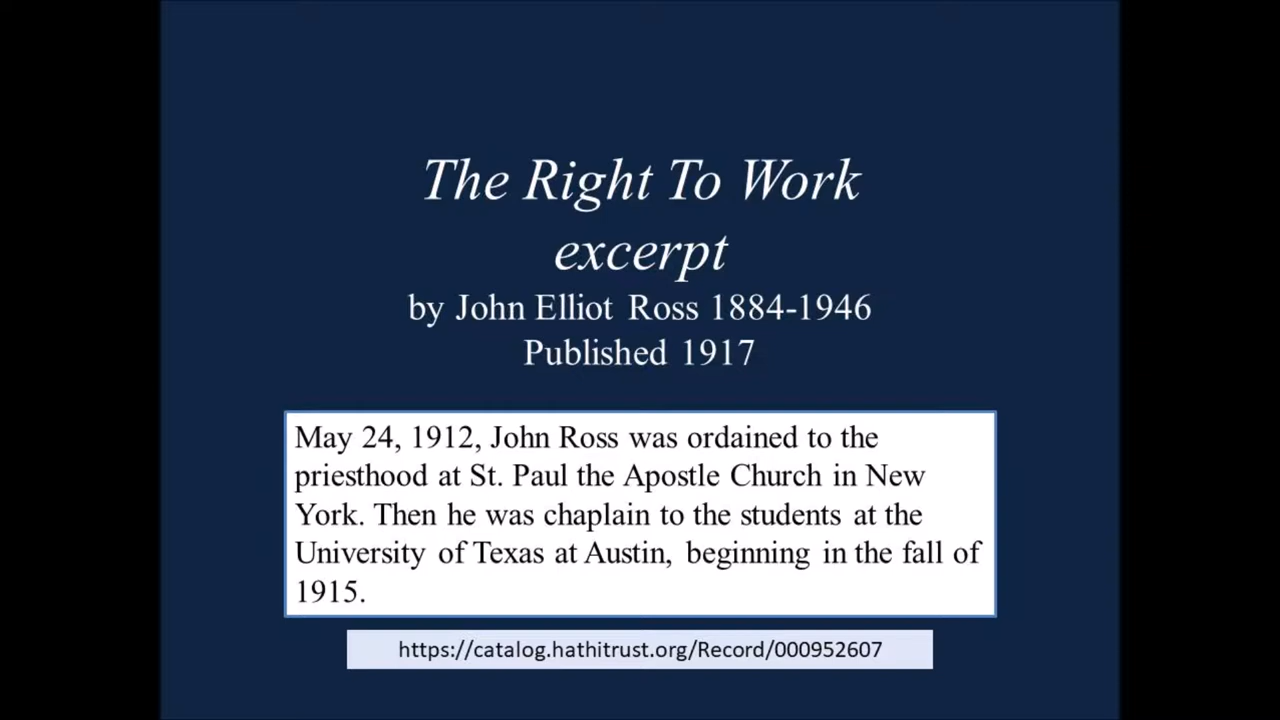 The Right To Work
excerpt
by John Elliot Ross 1884-1946
Published 1917
May 24, 1912, John Ross was ordained to the
priesthood at St. Paul the Apostle Church in New
York. Then he was chaplain to the students at the
University of Texas at Austin, beginning in the fall of
1915.
https://catalog.hathitrust.org/Record/000952607